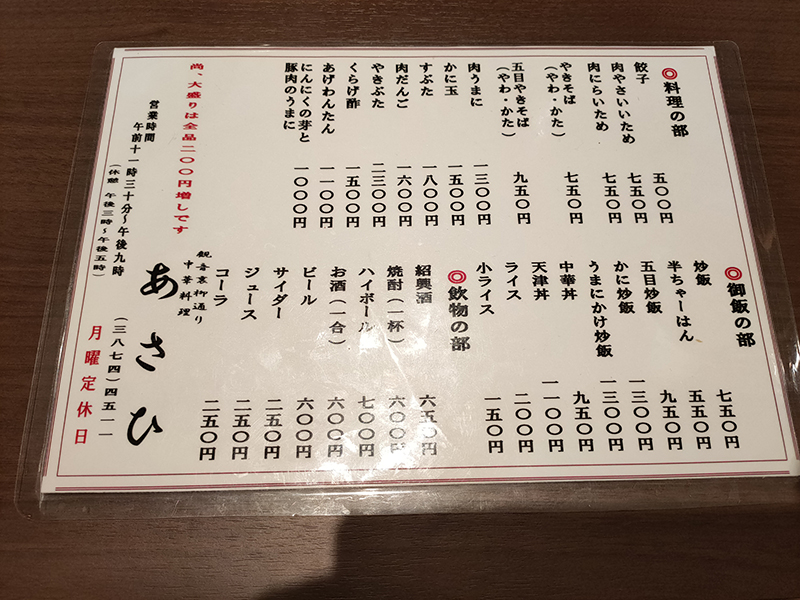 ◎料理の部
餃子 五〇〇円
肉やさいいため 七五〇円
肉にらいため 七五〇円
やきそば
(やわ・かた) 七五〇円
五目やきそば
(やわ・かた) 九五〇円
肉うまに 一三〇〇円
かに玉 一五〇〇円
すぶた 一八〇〇円
肉だんご 一六〇〇円
やきぶた 二三〇〇円
くらげ酢 一五〇〇円
あげわんたん 一一〇〇円
にんにくの芽と
豚肉のうまに 一〇〇〇円
◎御飯の部
炒飯 七五〇円
半ちゃーはん 五五〇円
五目炒飯 九五〇円
かに炒飯 一三〇〇円
うまにかけ炒飯 一三〇〇円
中華丼 九五〇円
天津丼 一一〇〇円
ライス 二〇〇円
小ライス 一五〇円
◎飲物の部
紹興酒 六五〇円
焼酎(一杯) 六〇〇円
ハイボール 七〇〇円
お酒(一合) 六〇〇円
ビール 六〇〇円
サイダー 二五〇円
ジュース 二五〇円
コーラ 二五〇円
尚、大盛りは全品二〇〇円増しです
営業時間
午前十一時三十分〜午後九時
(休憩 午後三時〜午後五時)
観音裏柳通り
中華料理
あさひ
(三八七四)四五一一
月曜定休日